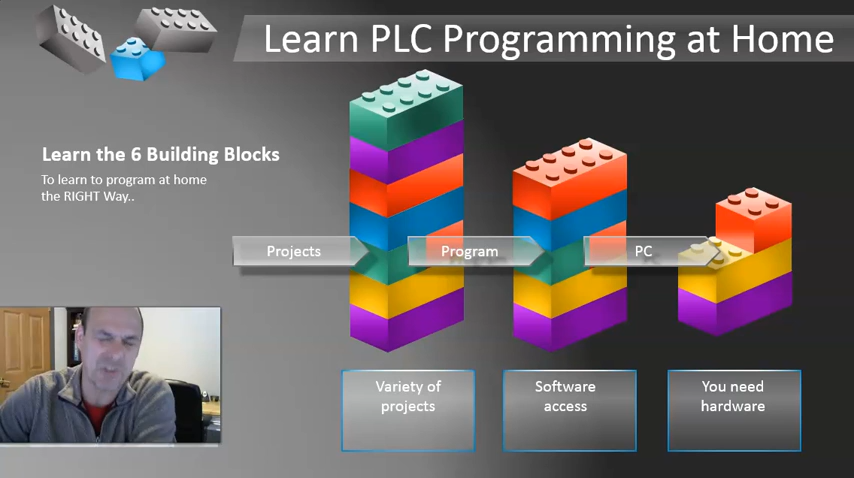 Learn PLC Programming at Home
Learn the 6 Building Blocks
To learn to program at home
the RIGHT Way..
Projects
Program
PC
Variety of
projects
Software
access
You need
hardware